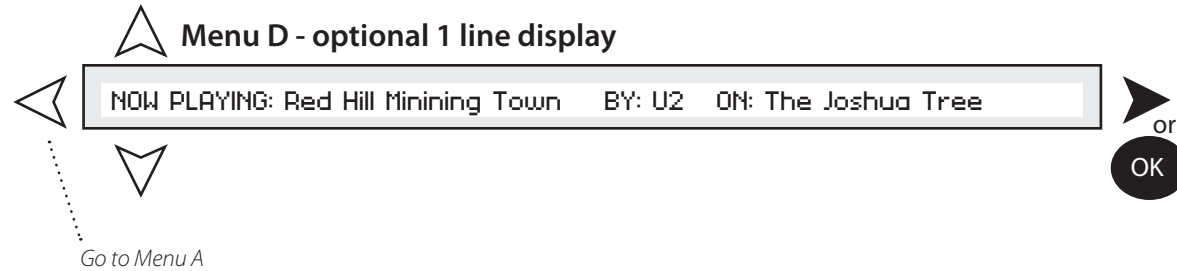 Menu D - optional 1 line display
NOW PLAYING: Red Hill Minining Town BY: U2 ON: The Joshua Tree
or
OK
Go to Menu A